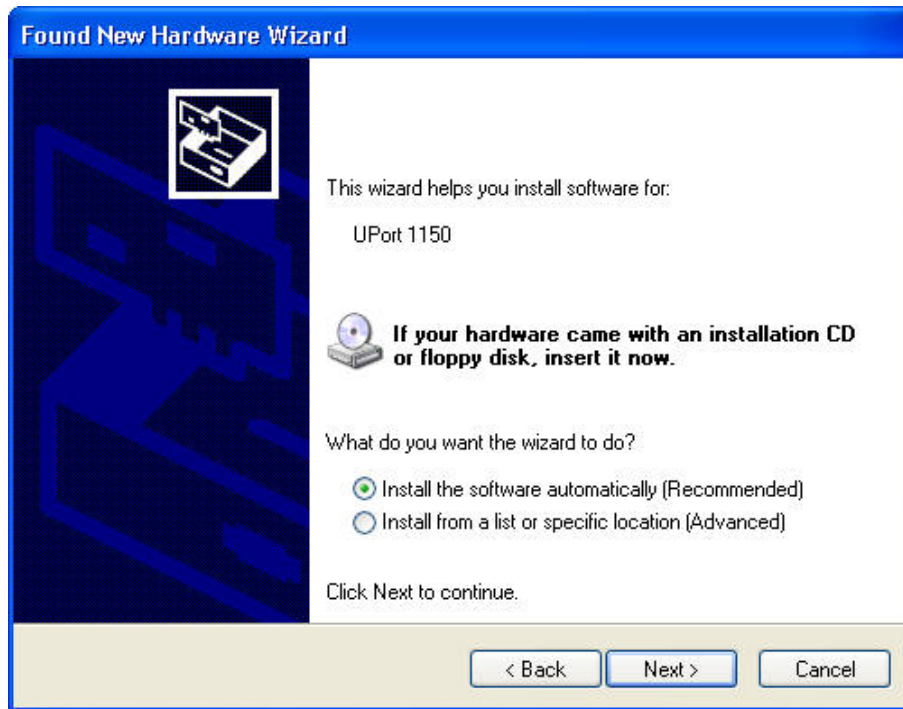 Found New Hardware Wizard
This wizard helps you install software for:
UPort 1150
If your hardware came with an installation CD
or floppy disk, insert it now.
What do you want the wizard to do?
Install the software automatically (Recommended)
Install from a list or specific location (Advanced)
Click Next to continue.
< Back
Next >
Cancel